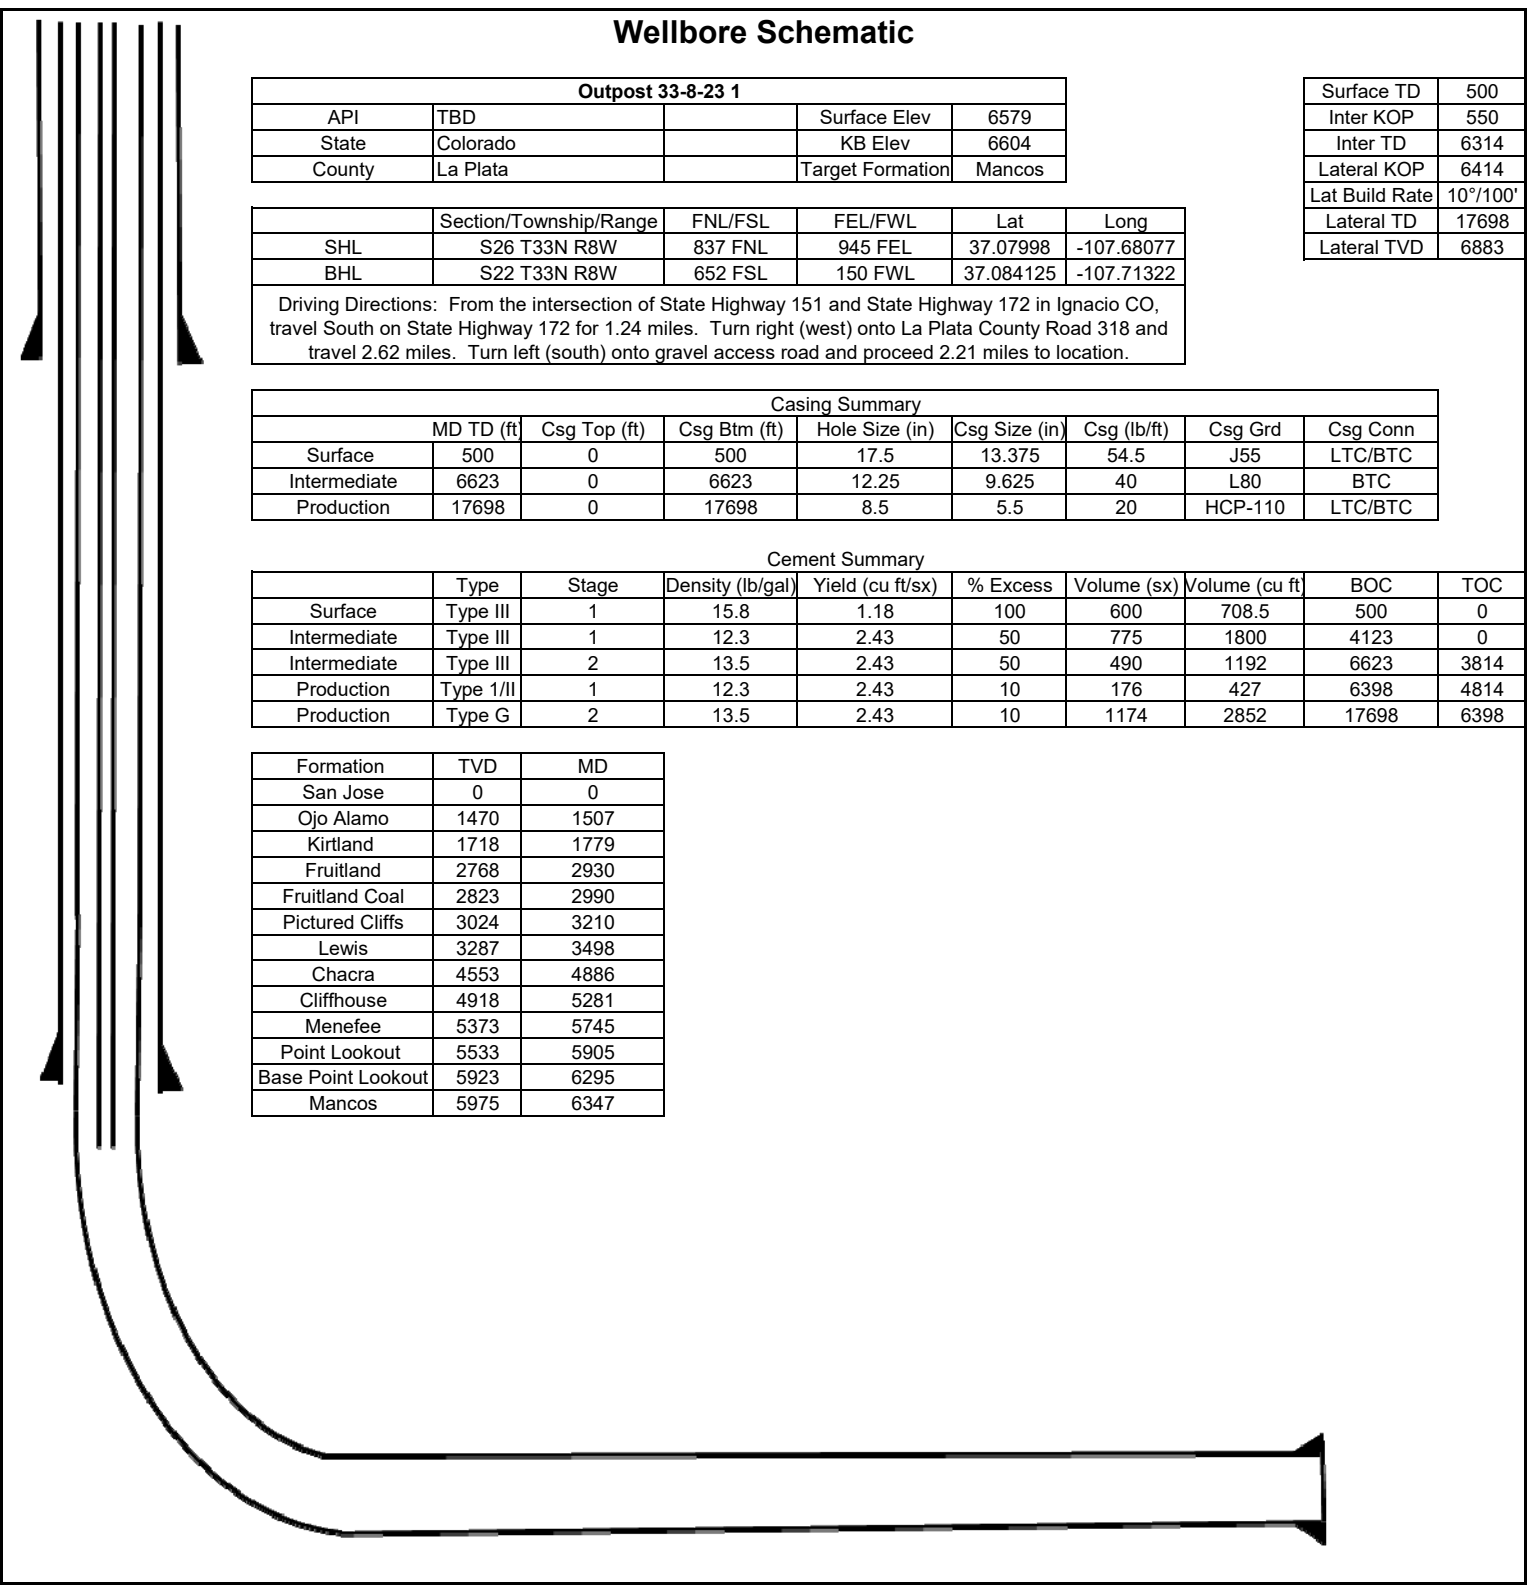 Wellbore Schematic
Outpost 33-8-23 1
API TBD Surface Elev 6579
State Colorado KB Elev 6604
County La Plata Target Formation Mancos
Surface TD 500
Inter KOP 550
Inter TD 6314
Lateral KOP 6414
Lat Build Rate 10°/100'
Lateral TD 17698
Lateral TVD 6883
Section/Township/Range FNL/FSL FEL/FWL Lat Long
SHL S26 T33N R8W 837 FNL 945 FEL 37.07998 -107.68077
BHL S22 T33N R8W 652 FSL 150 FWL 37.084125 -107.71322
Driving Directions: From the intersection of State Highway 151 and State Highway 172 in Ignacio CO,
travel South on State Highway 172 for 1.24 miles. Turn right (west) onto La Plata County Road 318 and
travel 2.62 miles. Turn left (south) onto gravel access road and proceed 2.21 miles to location.
Casing Summary
MD TD (ft) Csg Top (ft) Csg Btm (ft) Hole Size (in) Csg Size (in) Csg (lb/ft) Csg Grd Csg Conn
Surface 500 0 500 17.5 13.375 54.5 J55 LTC/BTC
Intermediate 6623 0 6623 12.25 9.625 40 L80 BTC
Production 17698 0 17698 8.5 5.5 20 HCP-110 LTC/BTC
Cement Summary
Type Stage Density (lb/gal) Yield (cu ft/sx) % Excess Volume (sx) Volume (cu ft) BOC TOC
Surface Type III 1 15.8 1.18 100 600 708.5 500 0
Intermediate Type III 1 12.3 2.43 50 775 1800 4123 0
Intermediate Type III 2 13.5 2.43 50 490 1192 6623 3814
Production Type 1/II 1 12.3 2.43 10 176 427 6398 4814
Production Type G 2 13.5 2.43 10 1174 2852 17698 6398
Formation TVD MD
San Jose 0 0
Ojo Alamo 1470 1507
Kirtland 1718 1779
Fruitland 2768 2930
Fruitland Coal 2823 2990
Pictured Cliffs 3024 3210
Lewis 3287 3498
Chacra 4553 4886
Cliffhouse 4918 5281
Menefee 5373 5745
Point Lookout 5533 5905
Base Point Lookout 5923 6295
Mancos 5975 6347